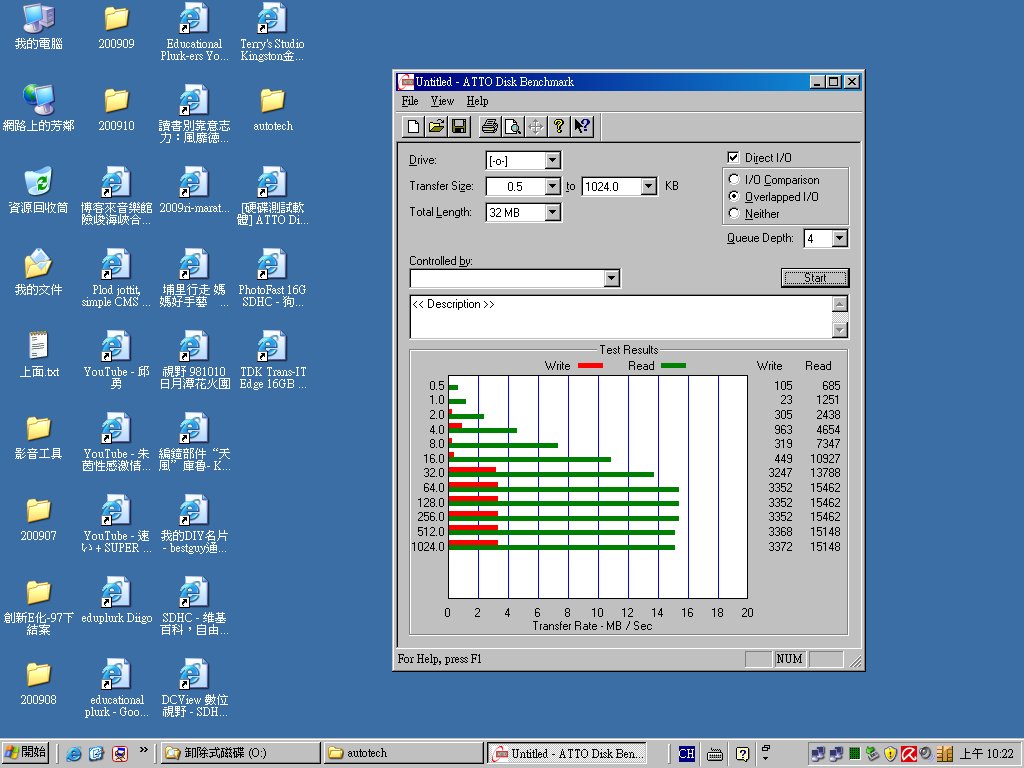 我的電腦
200909
Educational
Plurk-ers Yo...
Terry's Studio
Kingston金...
網路上的芳鄰
200910
讀書別靠意志
力：風靡德...
autotech
資源回收筒
博客來音樂館
險峻海峽合...
2009ri-marat...
[硬碟測試軟
體] ATTO Di...
我的文件
Plod jottit,
simple CMS ...
埔里行走 媽
媽好手藝 ...
PhotoFast 16G
SDHC - 狗...
上面.txt
YouTube - 邱
勇
視野 981010
日月潭花火團
TDK Trans-IT
Edge 16GB ...
影音工具
YouTube - 朱
茵性感激情...
編鐘部件“天
風”庫魯- K...
200907
YouTube - 速
い + SUPER ...
我的DIY名片
- bestguy通...
創新E化-97下
結案
eduplurk Diigo
SDHC - 維基
百科，自由...
200908
educational
plurk - Goo...
DCView 數位
視野 - SDH...
Untitled - ATTO Disk Benchmark
File View Help
Drive: [-o-]
Transfer Size: 0.5 to 1024.0 KB
Total Length: 32 MB
Direct I/O
I/O Comparison
Overlapped I/O
Neither
Queue Depth: 4
Controlled by:
Start
<< Description >>
Test Results
Write Read Write Read
0.5 105 685
1.0 23 1251
2.0 305 2438
4.0 963 4654
8.0 319 7347
16.0 449 10927
32.0 3247 13788
64.0 3352 15462
128.0 3352 15462
256.0 3352 15462
512.0 3368 15148
1024.0 3372 15148
0 2 4 6 8 10 12 14 16 18 20
Transfer Rate - MB / Sec
For Help, press F1
NUM
開始
»
卸除式磁碟 (O:)
autotech
Untitled - ATTO Disk Ben...
CH
上午 10:22